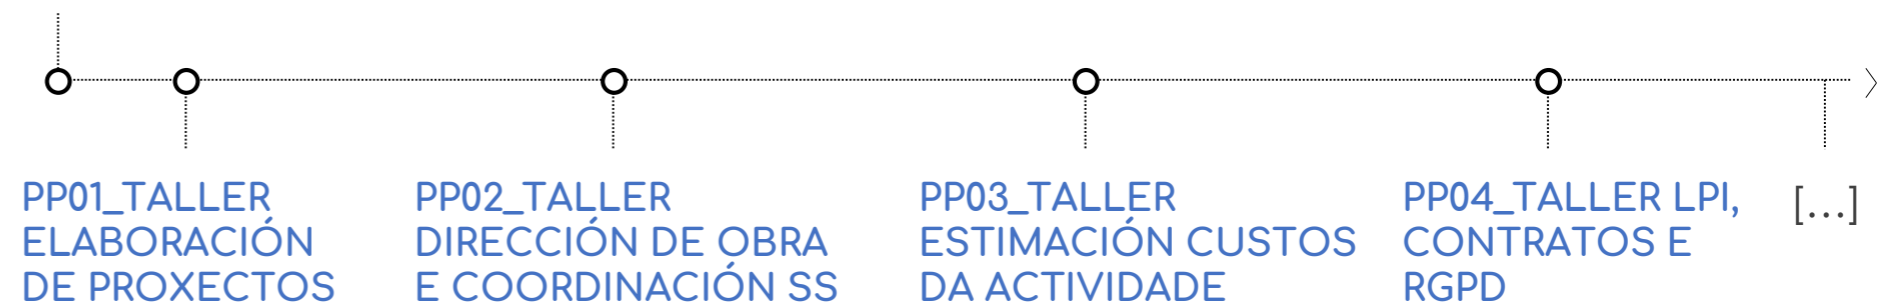 PP01_TALLER
ELABORACIÓN
DE PROXECTOS
PP02_TALLER
DIRECCIÓN DE OBRA
E COORDINACIÓN SS
PP03_TALLER
ESTIMACIÓN CUSTOS
DA ACTIVIDADE
PP04_TALLER LPI,
CONTRATOS E
RGPD
[...]